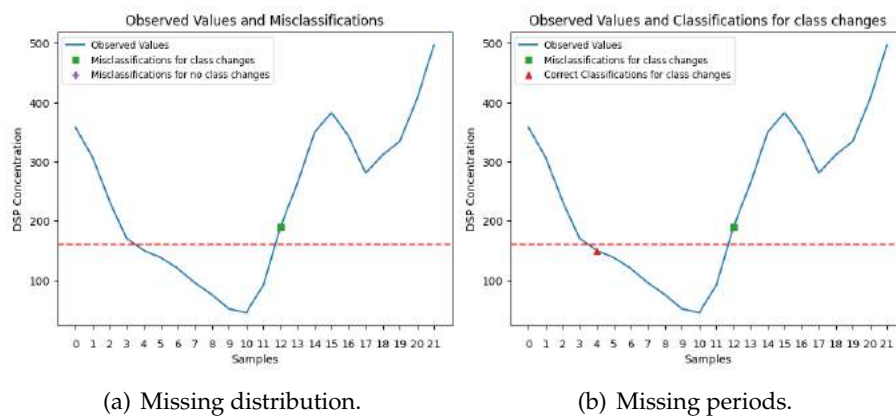 Observed Values and Misclassifications
500
400
300
200
100
DSP Concentration
Observed Values
Misclassifications for class changes
Misclassifications for no class changes
0 1 2 3 4 5 6 7 8 9 10 11 12 13 14 15 16 17 18 19 20 21
Samples
(a) Missing distribution.
Observed Values and Classifications for class changes
500
400
300
200
100
DSP Concentration
Observed Values
Misclassifications for class changes
Correct Classifications for class changes
0 1 2 3 4 5 6 7 8 9 10 11 12 13 14 15 16 17 18 19 20 21
Samples
(b) Missing periods.